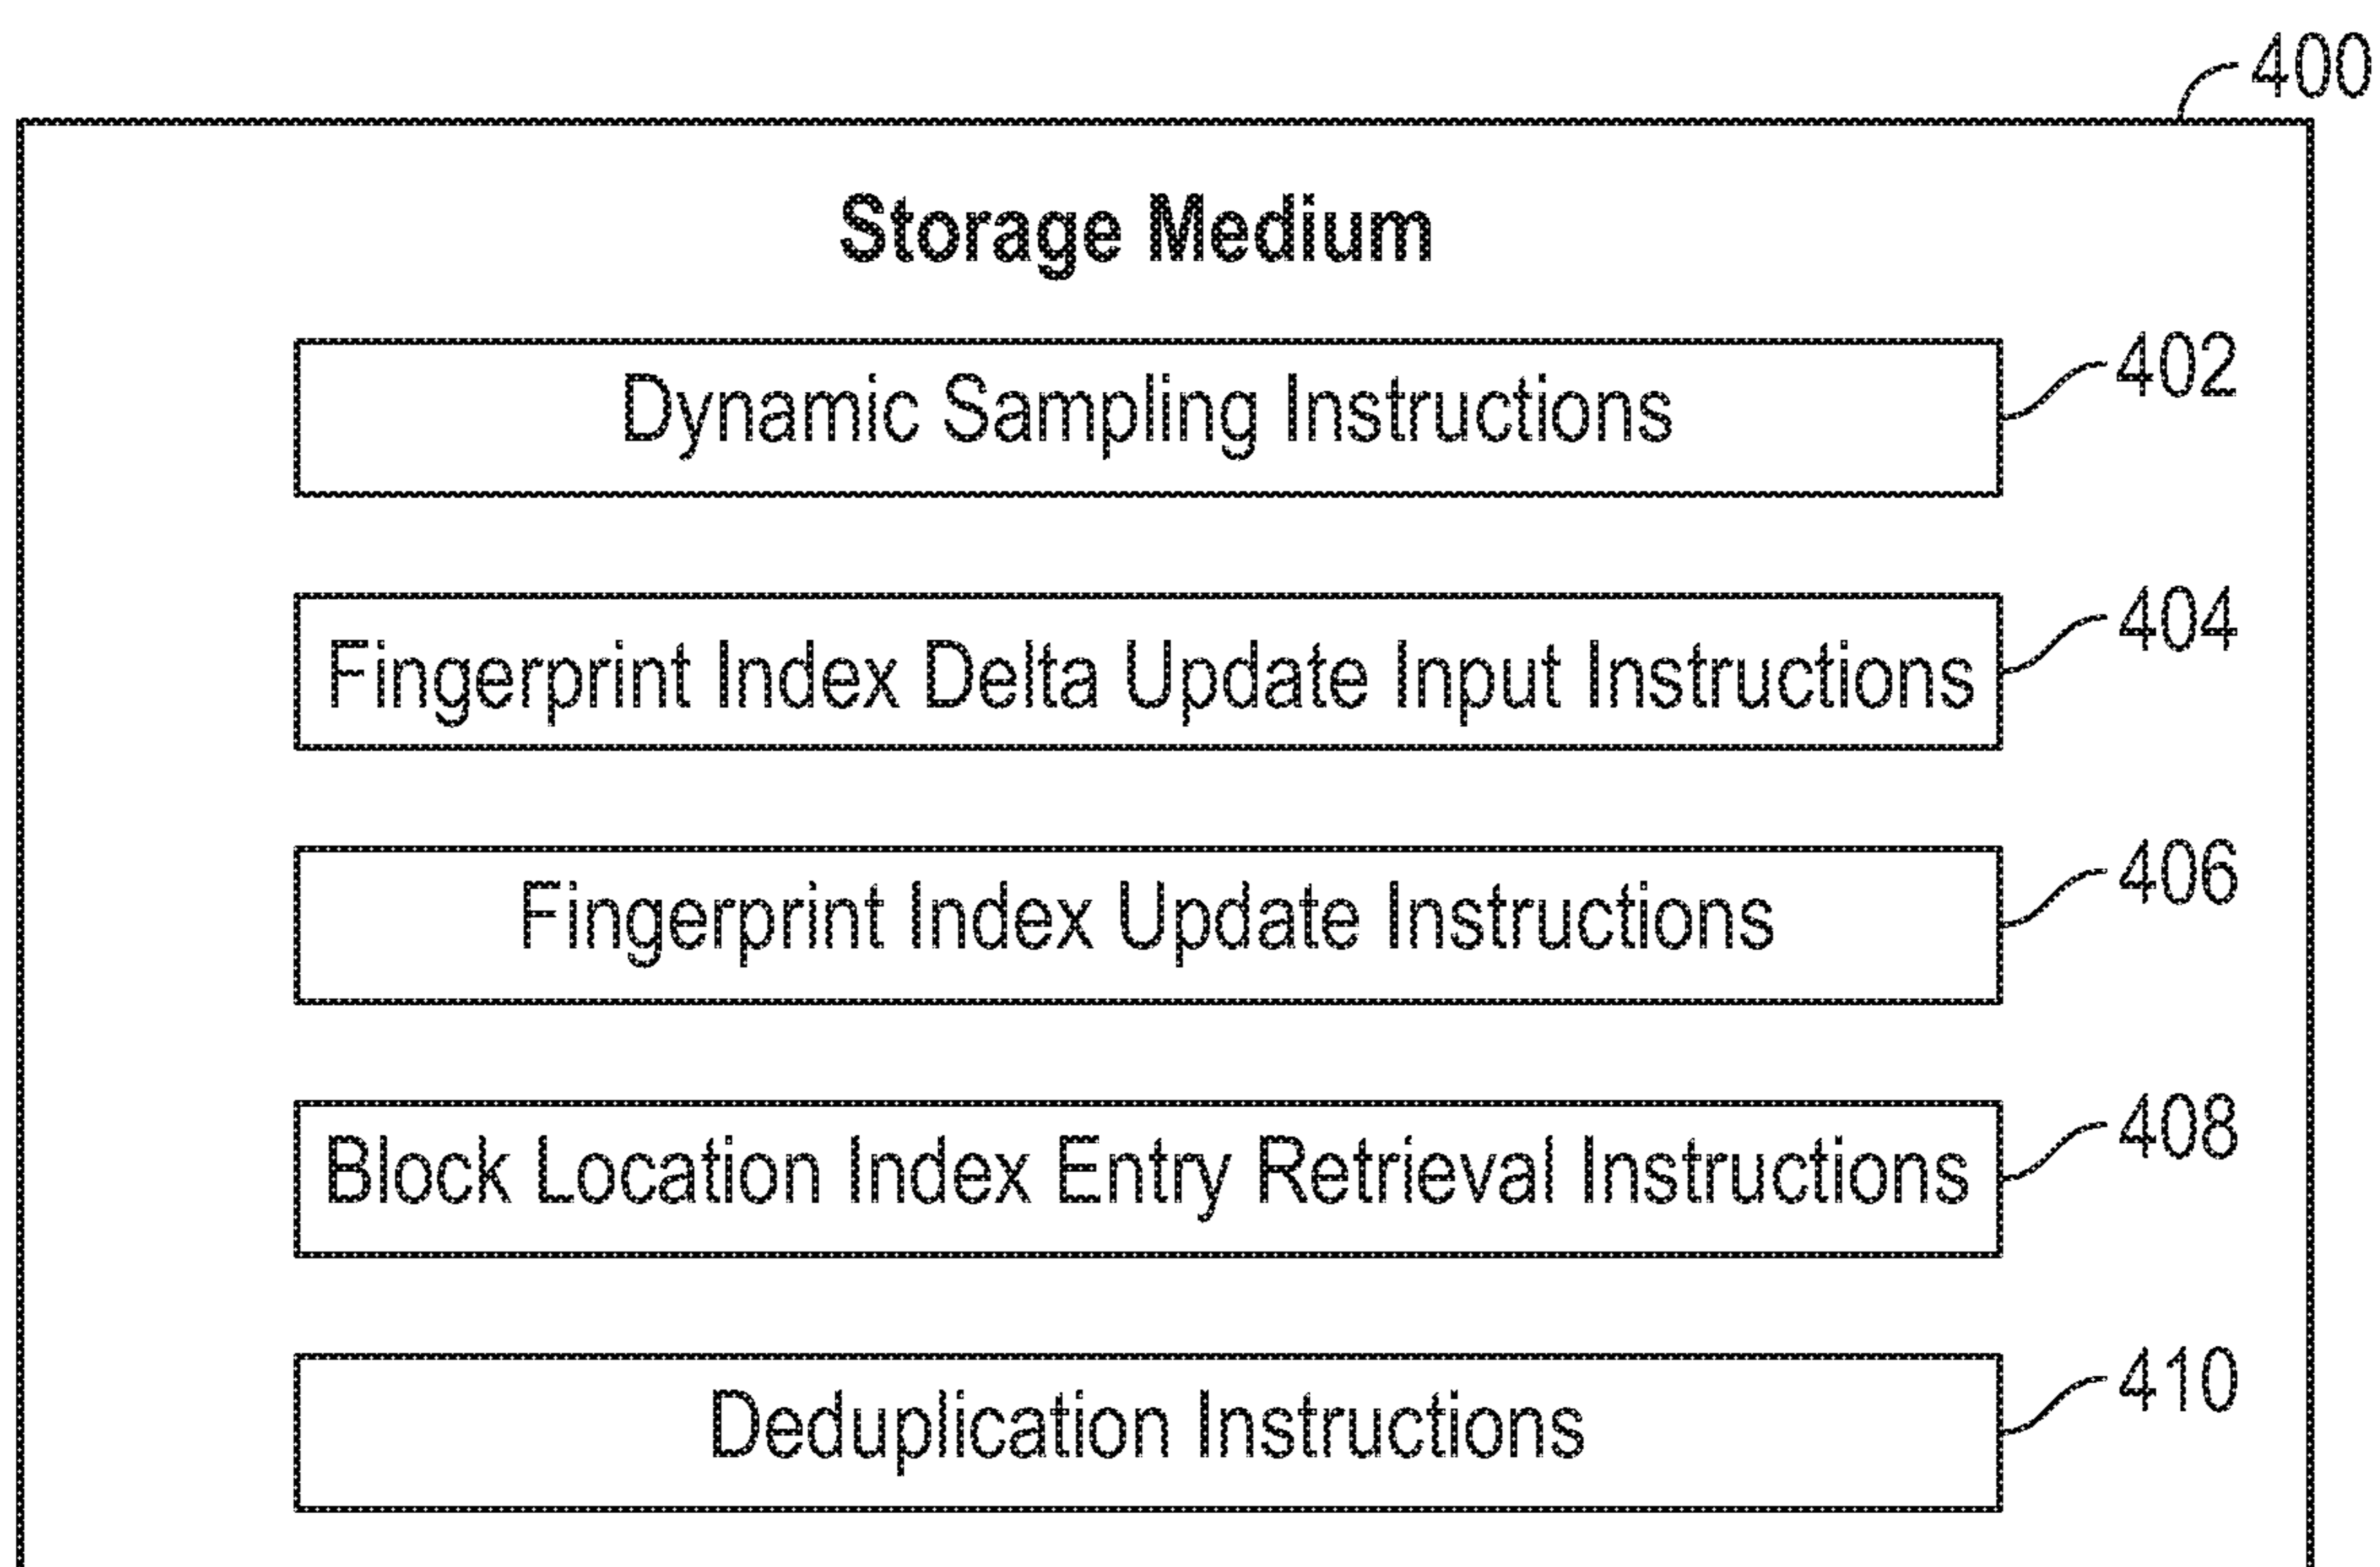 400
Storage Medium
Dynamic Sampling Instructions
402
Fingerprint Index Delta Update Input Instructions
404
Fingerprint Index Update Instructions
406
Block Location Index Entry Retrieval Instructions
408
Deduplication Instructions
410